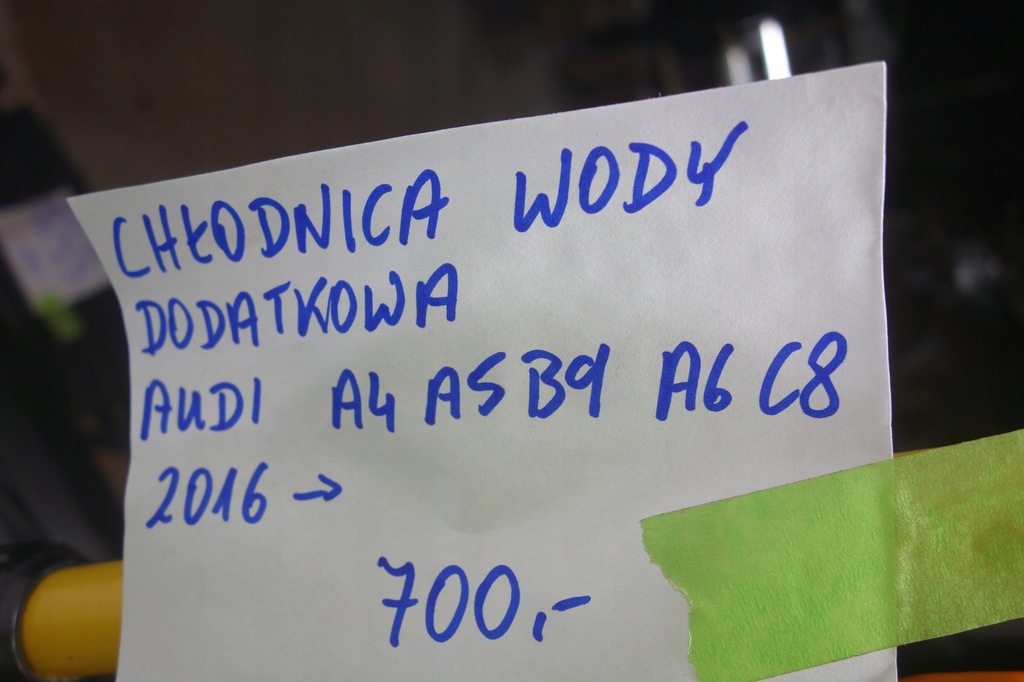 CHŁODNICA WODY
DODATKOWA
AUDI A4 A5 B9 A6 C8
2016 →
700,-